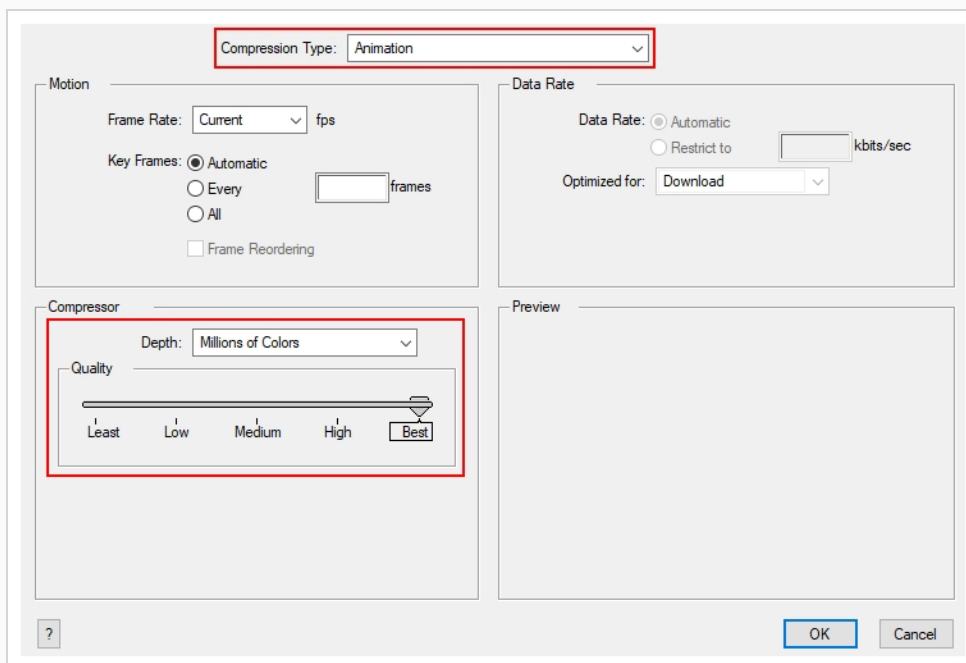 Compression Type: Animation
Motion
Frame Rate: Current fps
Key Frames: Automatic
Every frames
All
Frame Reordering
Data Rate
Data Rate: Automatic
Restrict to kbits/sec
Optimized for: Download
Compressor
Depth: Millions of Colors
Quality
Least Low Medium High Best
Preview
? OK Cancel